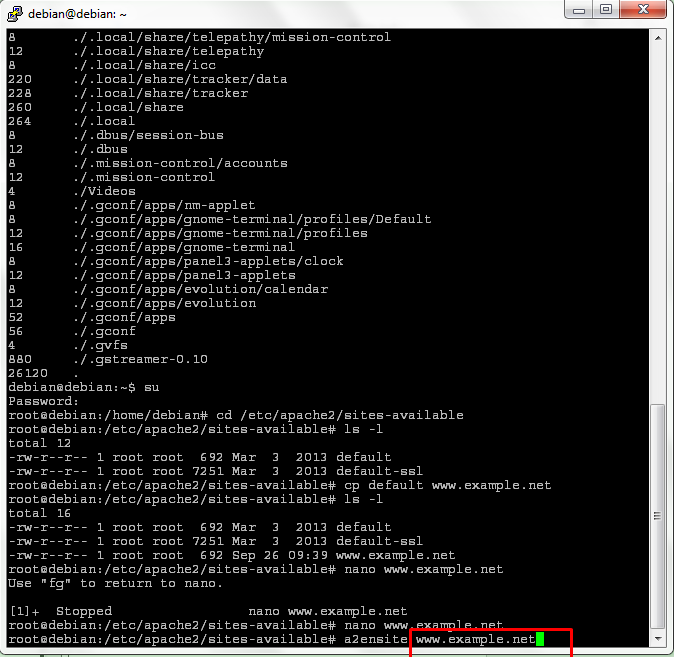 debian@debian: ~
8 ./.local/share/telepathy/mission-control
12 ./.local/share/telepathy
8 ./.local/share/icc
220 ./.local/share/tracker/data
228 ./.local/share/tracker
260 ./.local/share
264 ./.local
8 ./.dbus/session-bus
12 ./.dbus
8 ./.mission-control/accounts
12 ./.mission-control
4 ./Videos
8 ./.gconf/apps/nm-applet
8 ./.gconf/apps/gnome-terminal/profiles/Default
12 ./.gconf/apps/gnome-terminal/profiles
16 ./.gconf/apps/gnome-terminal
8 ./.gconf/apps/panel3-applets/clock
12 ./.gconf/apps/panel3-applets
8 ./.gconf/apps/evolution/calendar
12 ./.gconf/apps/evolution
52 ./.gconf/apps
56 ./.gconf
4 ./.gvfs
880 ./.gstreamer-0.10
26120 .
debian@debian:~$ su
Password:
root@debian:/home/debian# cd /etc/apache2/sites-available
root@debian:/etc/apache2/sites-available# ls -l
total 12
-rw-r--r-- 1 root root 692 Mar 3 2013 default
-rw-r--r-- 1 root root 7251 Mar 3 2013 default-ssl
root@debian:/etc/apache2/sites-available# cp default www.example.net
root@debian:/etc/apache2/sites-available# ls -l
total 16
-rw-r--r-- 1 root root 692 Mar 3 2013 default
-rw-r--r-- 1 root root 7251 Mar 3 2013 default-ssl
-rw-r--r-- 1 root root 692 Sep 26 09:39 www.example.net
root@debian:/etc/apache2/sites-available# nano www.example.net
Use "fg" to return to nano.
[1]+ Stopped nano www.example.net
root@debian:/etc/apache2/sites-available# nano www.example.net
root@debian:/etc/apache2/sites-available# a2ensite www.example.net